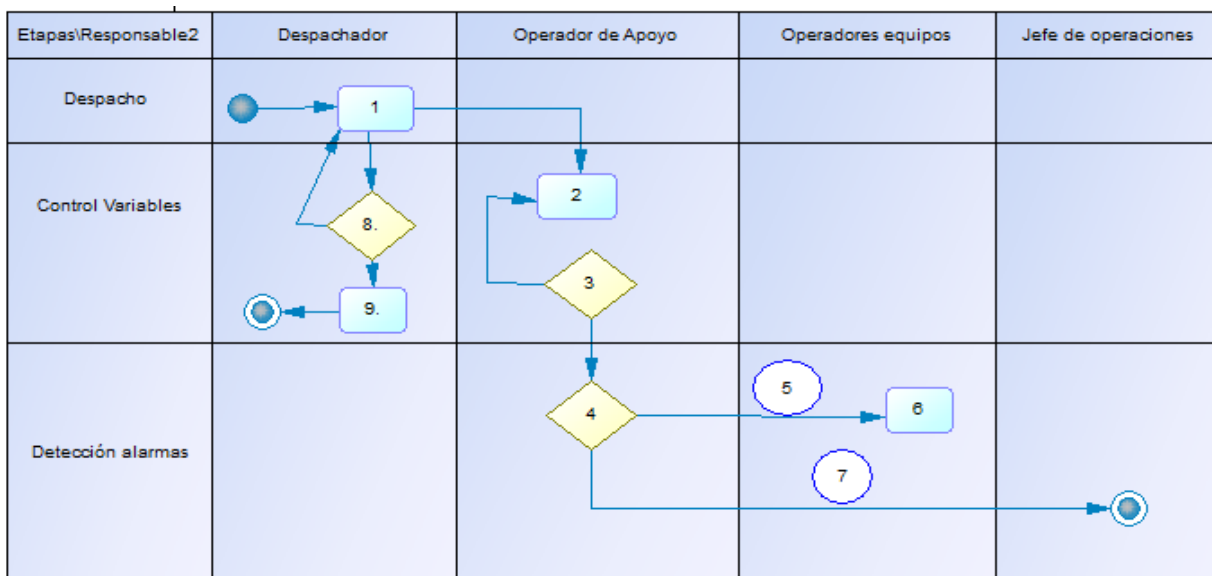 Etapas\Responsable2
Despachador
Operador de Apoyo
Operadores equipos
Jefe de operaciones
Despacho
1
Control Variables
2
8.
3
9.
Detección alarmas
4
5
6
7